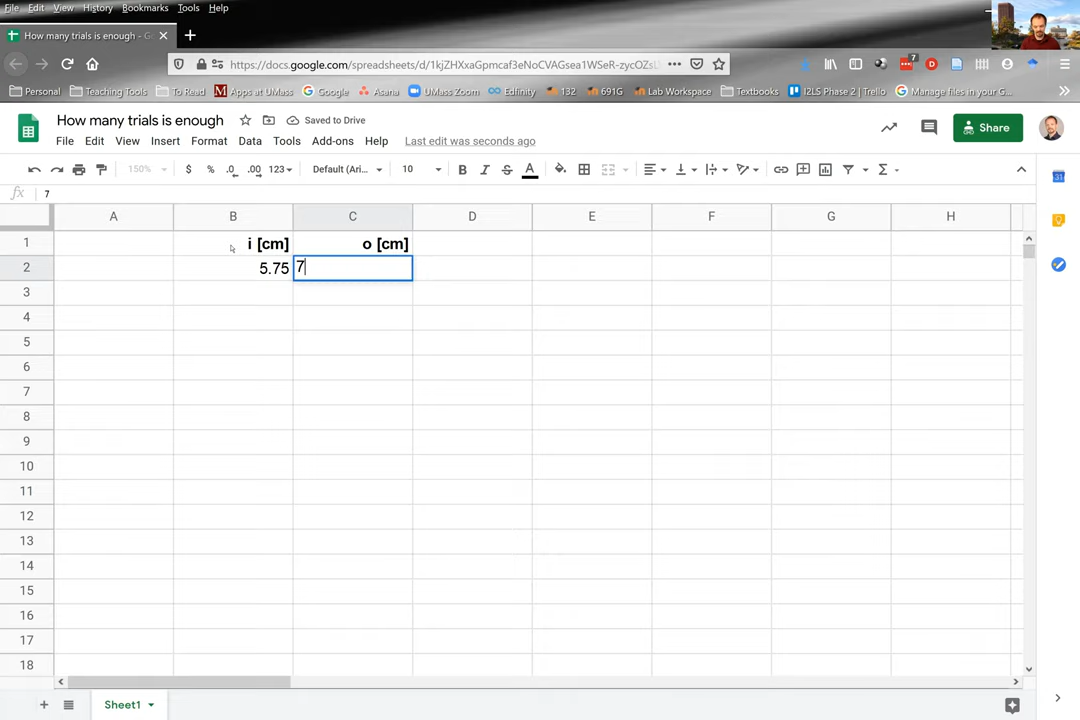 File Edit View History Bookmarks Tools Help
How many trials is enough - G
https://docs.google.com/spreadsheets/d/1kjZHXxaGpmcaf3eNoCVAGsea1WSeR-zycOZsU
7
Personal Teaching Tools To Read Apps at UMass Google Asana UMass Zoom Edfinity 132 691G Lab Workspace Textbooks I2LS Phase 2 | Trello Manage files in your G...
How many trials is enough Saved to Drive
File Edit View Insert Format Data Tools Add-ons Help Last edit was seconds ago
Share
150% $ % .0 .00 123 Default (Ari... 10 B I S A
fx 7
A B C D E F G H
1 i [cm] o [cm]
2 5.75 7
3
4
5
6
7
8
9
10
11
12
13
14
15
16
17
18
Sheet1